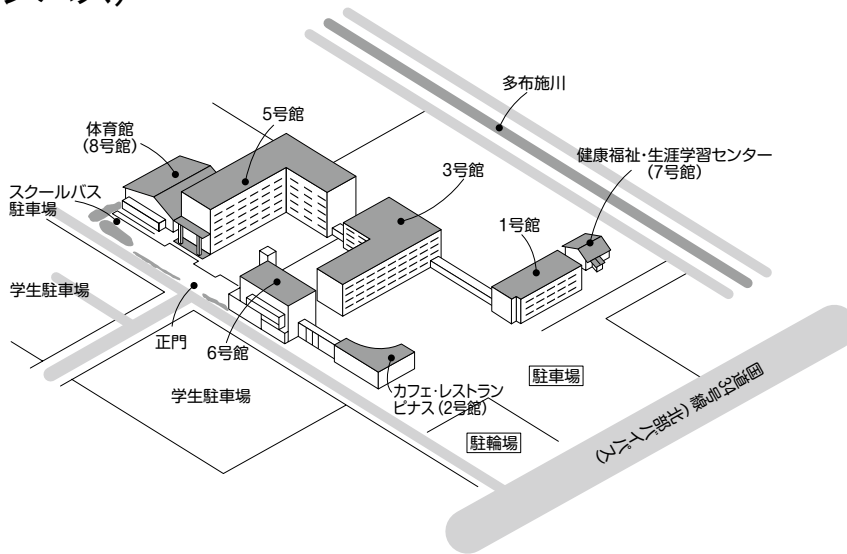 多布施川
5号館
体育館
(8号館)
健康福祉・生涯学習センター
(7号館)
3号館
スクールバス
駐車場
1号館
学生駐車場
正門
6号館
学生駐車場
カフェ・レストラン
ピナス(2号館)
駐車場
駐輪場
国道34号線(北部バイパス)